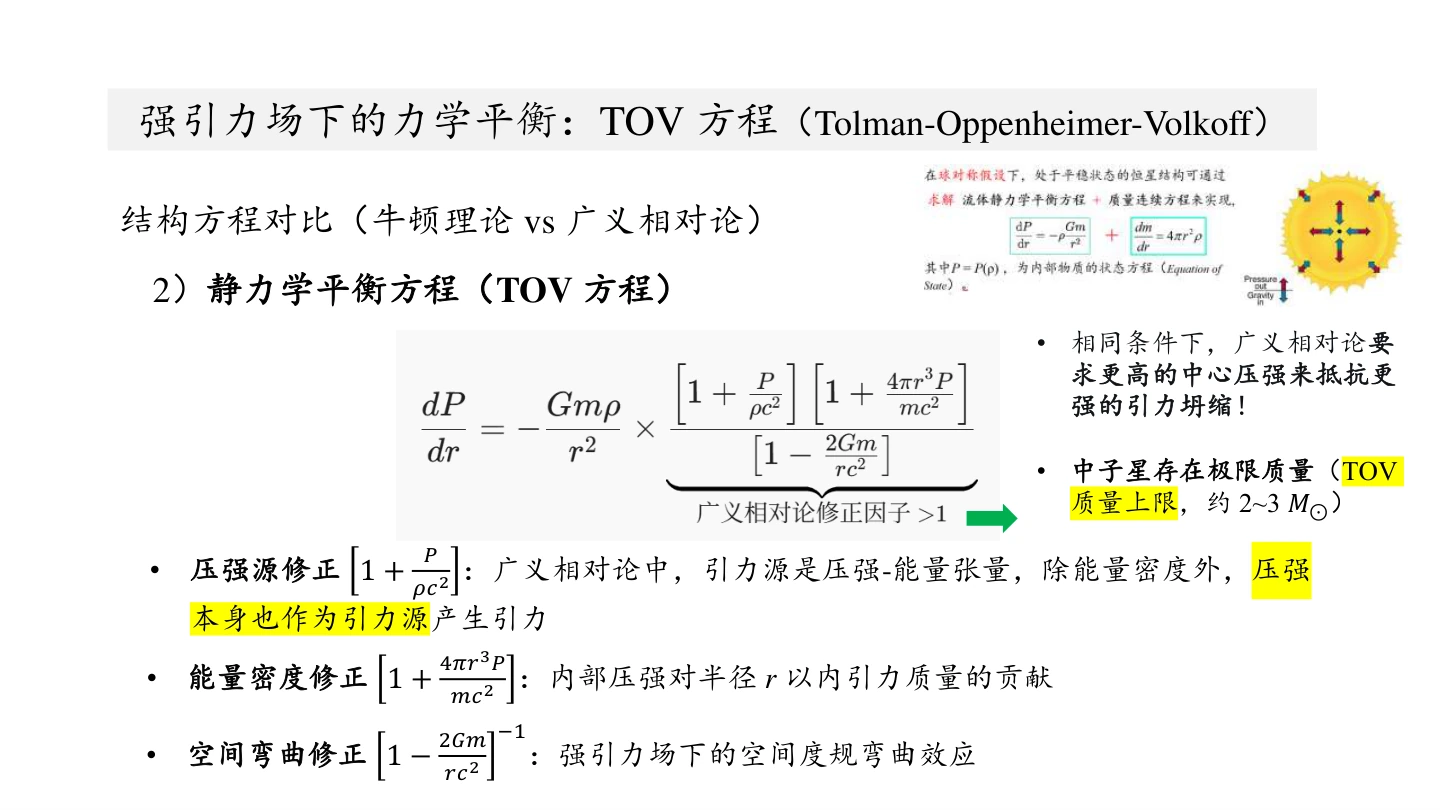 强引力场下的力学平衡：TOV 方程（Tolman-Oppenheimer-Volkoff）
结构方程对比（牛顿理论 vs 广义相对论）
2）静力学平衡方程（TOV 方程）
在球对称假设下，处于平稳状态的恒星结构可通过
求解 流体静力学平衡方程 + 质量连续方程来实现,
dP/dr = −ρ Gm/r² + dm/dr = 4πr²ρ
其中P = P(ρ) ，为内部物质的状态方程（Equation of
State）。
Pressure
out
Gravity
in
dP/dr = − Gmρ/r² × [1 + P/ρc²] [1 + 4πr³P/mc²] / [1 − 2Gm/rc²]
广义相对论修正因子 >1
• 相同条件下，广义相对论要
求更高的中心压强来抵抗更
强的引力坍缩！
• 中子星存在极限质量（TOV
质量上限，约 2~3 M⊙）
• 压强源修正 [1 + P/ρc²]：广义相对论中，引力源是压强-能量张量，除能量密度外，压强
本身也作为引力源产生引力
• 能量密度修正 [1 + 4πr³P/mc²]：内部压强对半径 r 以内引力质量的贡献
• 空间弯曲修正 [1 − 2Gm/rc²]⁻¹：强引力场下的空间度规弯曲效应